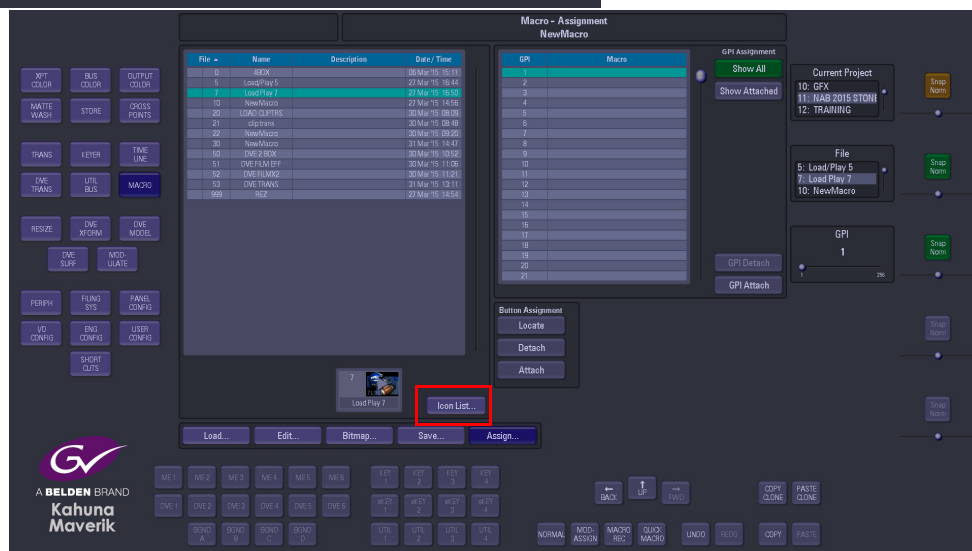 Macro - Assignment
NewMacro
File Name Description Date/ Time
0 4BOX 06 Mar '15 15:11
5 Load/Play 5 27 Mar '15 16:44
7 Load Play 7 27 Mar '15 16:50
10 NewMacro 27 Mar '15 14:56
20 LOAD CLIPTRS 30 Mar '15 08:09
21 cliptrans 30 Mar '15 08:48
22 NewMacro 30 Mar '15 09:20
30 NewMacro 31 Mar '15 14:47
50 DVE 2 BOX 30 Mar '15 10:52
51 DVE FILM EFF 30 Mar '15 11:06
52 DVE FILMX2 30 Mar '15 11:21
53 DVE TRANS 31 Mar '15 13:11
999 REZ 27 Mar '15 14:54
GPI Macro
1
2
3
4
5
6
7
8
9
10
11
12
13
14
15
16
17
18
19
20
21
GPI Assignment
Show All
Show Attached
GPI Detach
GPI Attach
Button Assignment
Locate
Detach
Attach
7
Load Play 7
Icon List...
Load... Edit... Bitmap... Save... Assign...
Current Project
10: GFX
11: NAB 2015 STONE
12: TRAINING
File
5: Load/Play 5
7: Load Play 7
10: NewMacro
GPI
1
1 256
Snap
Norm
Snap
Norm
Snap
Norm
Snap
Norm
Snap
Norm
XPT
COLOR
BUS
COLOR
OUTPUT
COLOR
MATTE
WASH
STORE
CROSS
POINTS
TRANS
KEYER
TIME
LINE
DVE
TRANS
UTIL
BUS
MACRO
RESIZE
DVE
XFORM
DVE
MODEL
DVE
SURF
MOD-
ULATE
PERIPH
FILING
SYS
PANEL
CONFIG
I/O
CONFIG
ENG
CONFIG
USER
CONFIG
SHORT
CUTS
GV
A BELDEN BRAND
Kahuna
Maverik
ME 1 ME 2 ME 3 ME 4 ME 5 ME 6
DVE 1 DVE 2 DVE 3 DVE 4 DVE 5 DVE 6
BGND
A
BGND
B
BGND
C
BGND
D
KEY
1
KEY
2
KEY
3
KEY
4
UTIL
1
UTIL
2
UTIL
3
UTIL
4
BACK
UP
FWD
COPY
CLONE
PASTE
CLONE
NORMAL
MOD-
ASSIGN
MACRO
REC
QUICK
MACRO
UNDO
REDO
COPY
PASTE